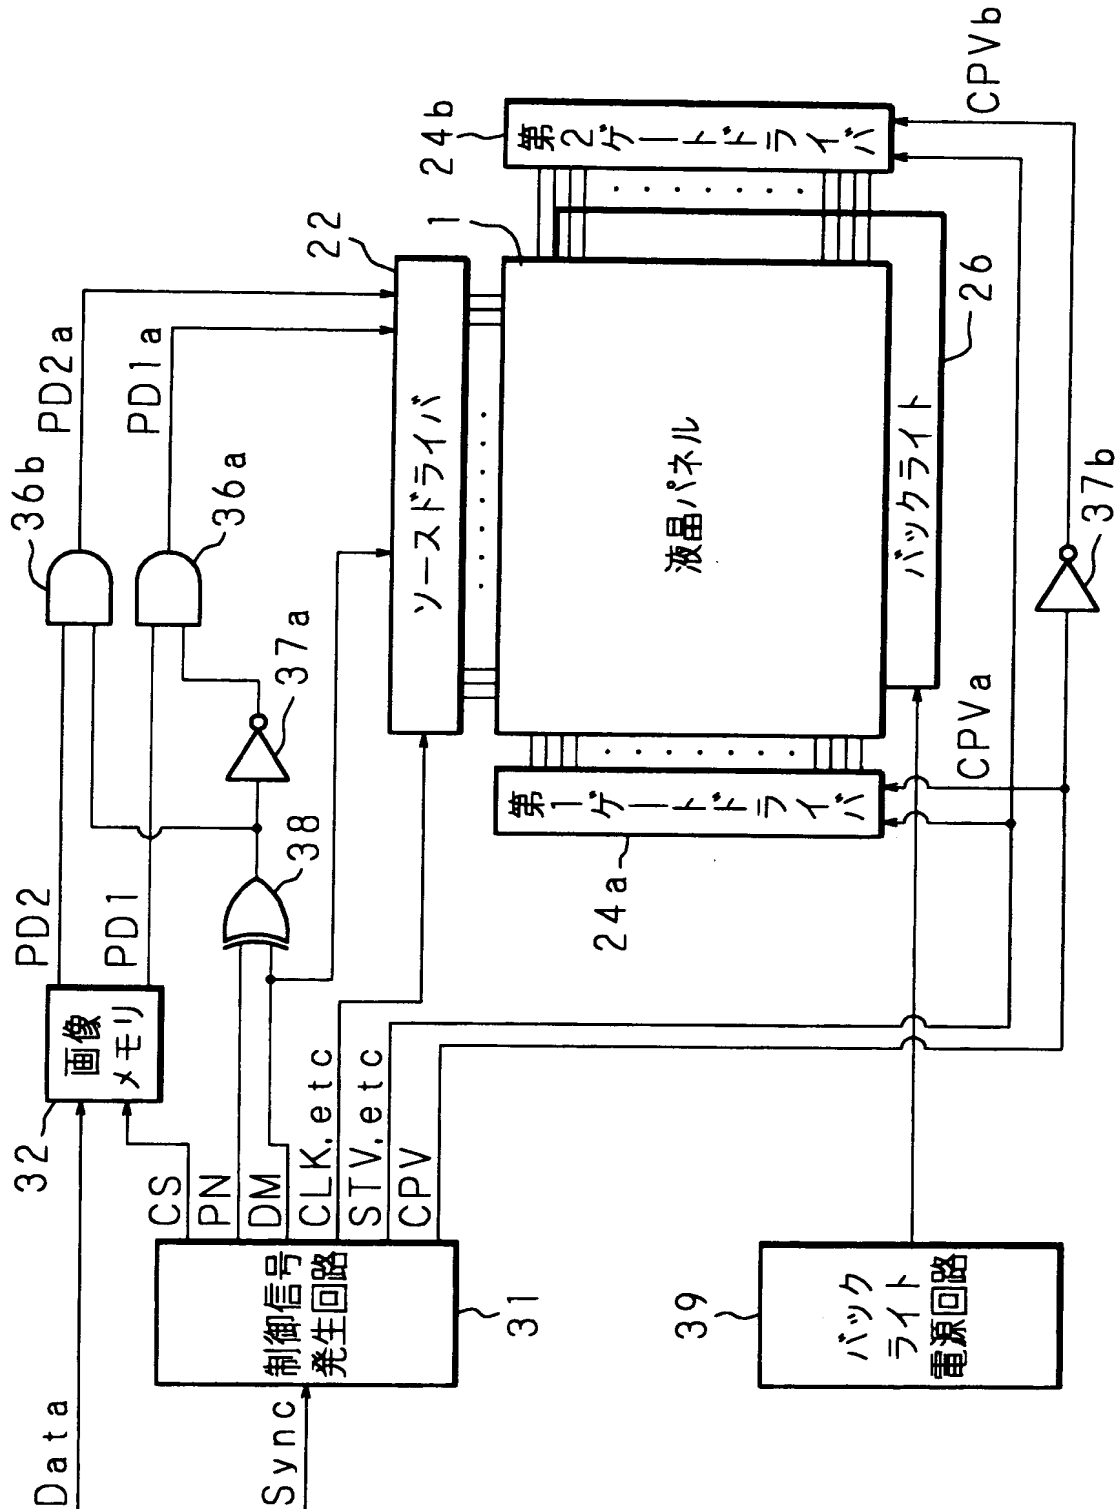 Data
Sync
32
画像
メモリ
PD2
PD1
CS
PN
DM
CLK,etc
STV,etc
CPV
制御信号
発生回路
31
38
37a
36b
36a
PD2a
PD1a
22
ソースドライバ
1
液晶パネル
24a
第1ゲートドライバ
24b
第2ゲートドライバ
バックライト
26
CPVa
CPVb
37b
39
バック
ライト
電源回路